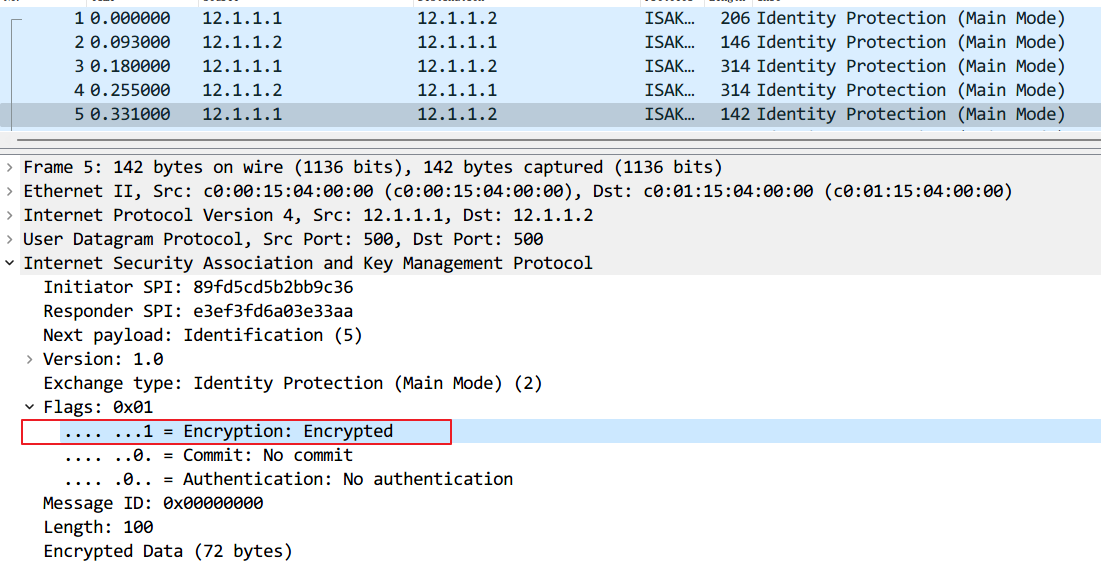 1 0.000000 12.1.1.1 12.1.1.2 ISAK… 206 Identity Protection (Main Mode)
2 0.093000 12.1.1.2 12.1.1.1 ISAK… 146 Identity Protection (Main Mode)
3 0.180000 12.1.1.1 12.1.1.2 ISAK… 314 Identity Protection (Main Mode)
4 0.255000 12.1.1.2 12.1.1.1 ISAK… 314 Identity Protection (Main Mode)
5 0.331000 12.1.1.1 12.1.1.2 ISAK… 142 Identity Protection (Main Mode)
Frame 5: 142 bytes on wire (1136 bits), 142 bytes captured (1136 bits)
Ethernet II, Src: c0:00:15:04:00:00 (c0:00:15:04:00:00), Dst: c0:01:15:04:00:00 (c0:01:15:04:00:00)
Internet Protocol Version 4, Src: 12.1.1.1, Dst: 12.1.1.2
User Datagram Protocol, Src Port: 500, Dst Port: 500
Internet Security Association and Key Management Protocol
Initiator SPI: 89fd5cd5b2bb9c36
Responder SPI: e3ef3fd6a03e33aa
Next payload: Identification (5)
Version: 1.0
Exchange type: Identity Protection (Main Mode) (2)
Flags: 0x01
.... ...1 = Encryption: Encrypted
.... ..0. = Commit: No commit
.... .0.. = Authentication: No authentication
Message ID: 0x00000000
Length: 100
Encrypted Data (72 bytes)